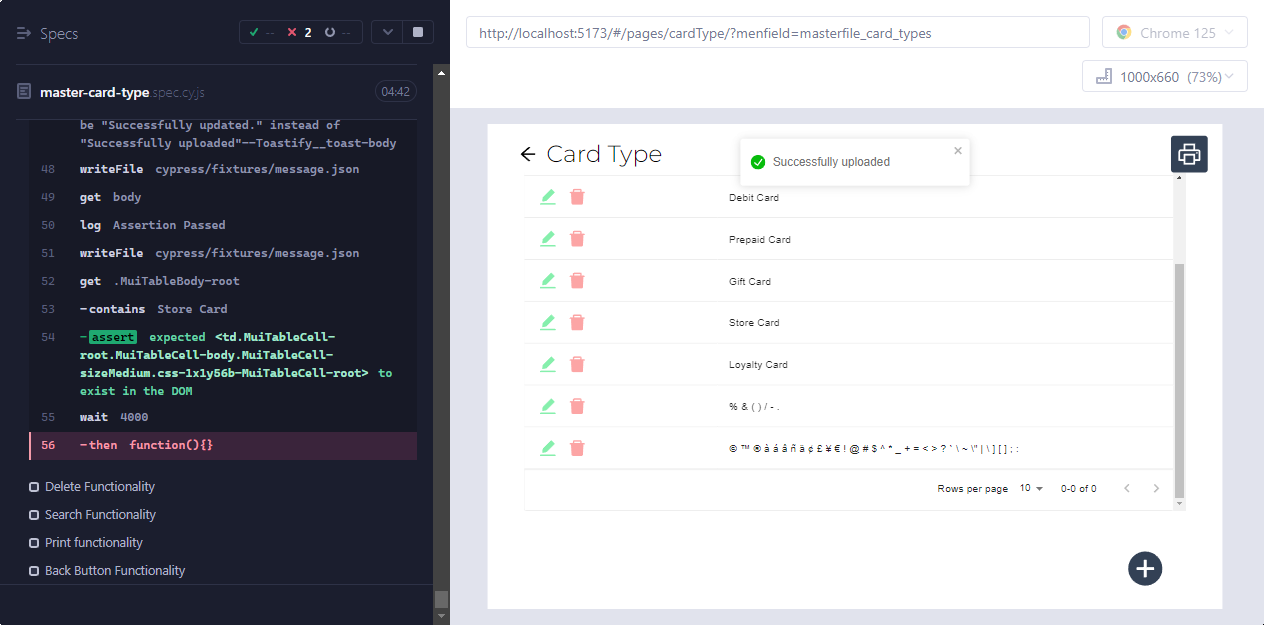 Specs
-- 2 --
master-card-type.spec.cy.js
04:42
be "Successfully updated." instead of
"Successfully uploaded"--Toastify__toast-body
48 writeFile cypress/fixtures/message.json
49 get body
50 log Assertion Passed
51 writeFile cypress/fixtures/message.json
52 get .MuiTableBody-root
53 -contains Store Card
54 -assert expected <td.MuiTableCell-
root.MuiTableCell-body.MuiTableCell-
sizeMedium.css-1x1y56b-MuiTableCell-root> to
exist in the DOM
55 wait 4000
56 -then function(){}
Delete Functionality
Search Functionality
Print functionality
Back Button Functionality
http://localhost:5173/#/pages/cardType/?menfield=masterfile_card_types
Chrome 125
1000x660 (73%)
Card Type
Successfully uploaded
×
Debit Card
Prepaid Card
Gift Card
Store Card
Loyalty Card
% & ( ) / - .
© ™ ® à á â ñ ä ¢ £ ¥ € ! @ # $ ^ * _ + = < > ? ` \ ~ \" | \ ] [ ] ; :
Rows per page 10 0-0 of 0